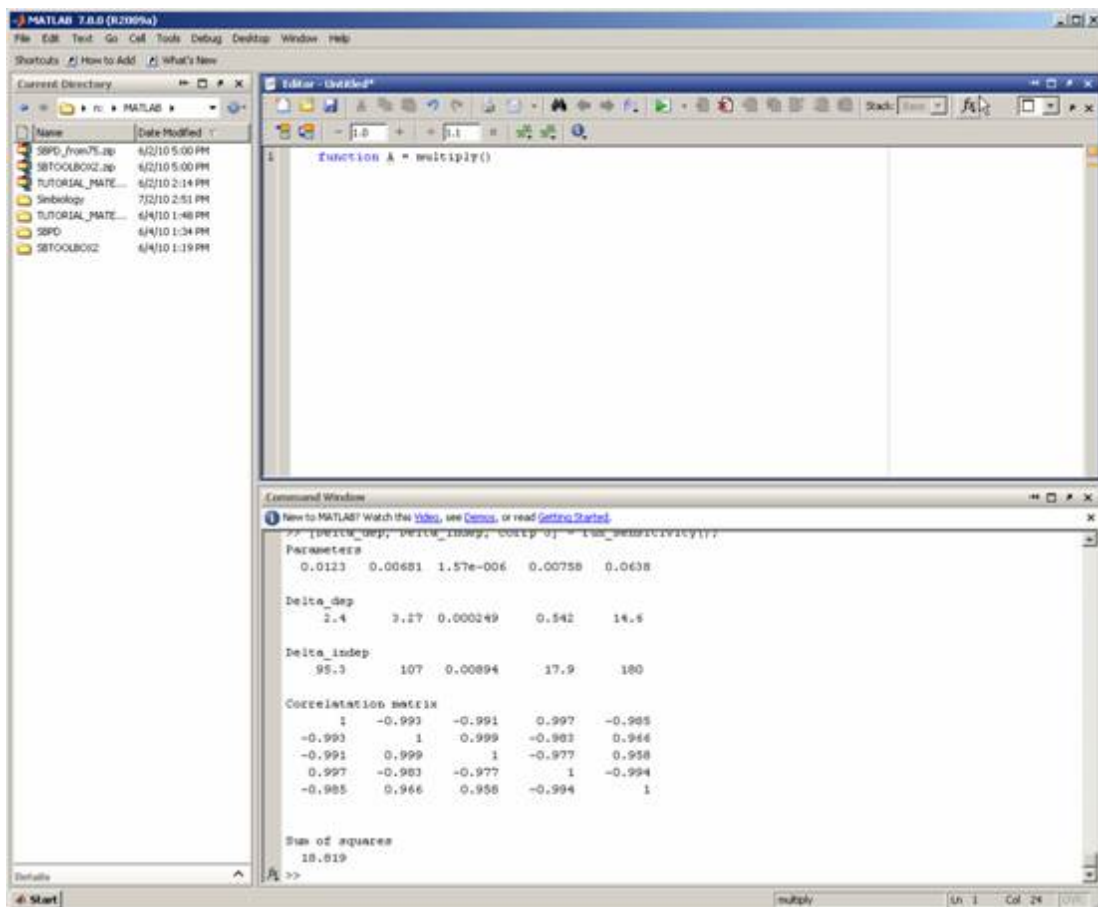 MATLAB 7.8.0 (R2009a)
File Edit Text Go Cell Tools Debug Desktop Window Help
Shortcuts How to Add What's New
Current Directory
rc MATLAB
Name Date Modified
SBPD_from75.zip 6/2/10 5:00 PM
SBTOOLBOX2.zip 6/2/10 5:00 PM
TUTORIAL_MATE... 6/2/10 2:14 PM
Simbiology 7/2/10 2:51 PM
TUTORIAL_MATE... 6/4/10 1:48 PM
SBPD 6/4/10 1:34 PM
SBTOOLBOX2 6/4/10 1:19 PM
Details
Editor - Untitled*
Stack: Base fx
- 1.0 + ÷ 1.1 ×
1 function A = multiply()
Command Window
New to MATLAB? Watch this Video, see Demos, or read Getting Started.
>> [Delta_dep, Delta_indep, = run_sensitivity();
Parameters
0.0123 0.00681 1.57e-006 0.00758 0.0638
Delta_dep
2.4 3.27 0.000249 0.542 14.6
Delta_indep
95.3 107 0.00894 17.9 180
Correlatation matrix
1 -0.993 -0.991 0.997 -0.985
-0.993 1 0.999 -0.983 0.966
-0.991 0.999 1 -0.977 0.958
0.997 -0.983 -0.977 1 -0.994
-0.985 0.966 0.958 -0.994 1
Sum of squares
18.819
fx >>
Start
multiply Ln 1 Col 24 OVR